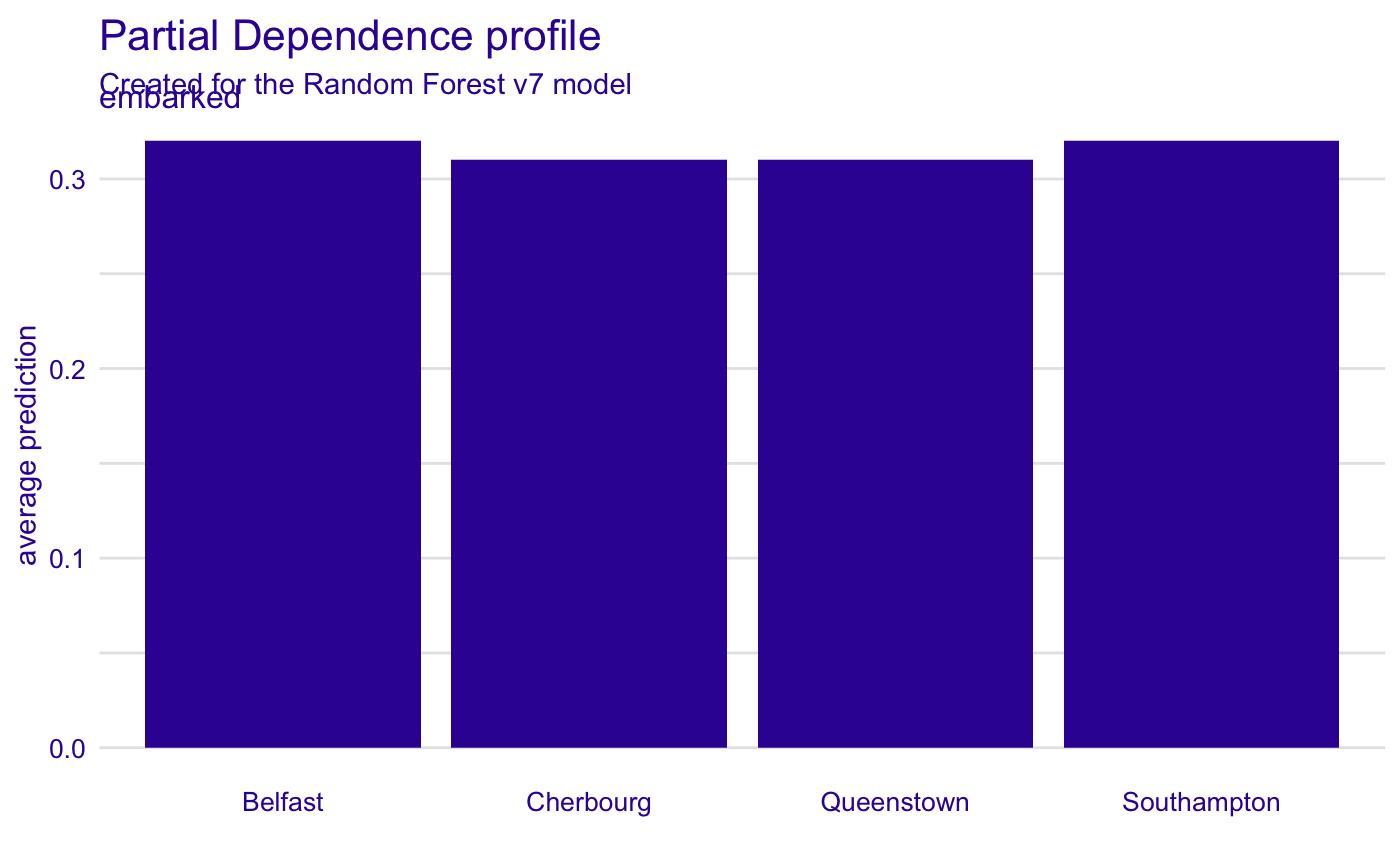 Partial Dependence profile
Created for the Random Forest v7 model
embarked
average prediction
0.3
0.2
0.1
0.0
Belfast
Cherbourg
Queenstown
Southampton